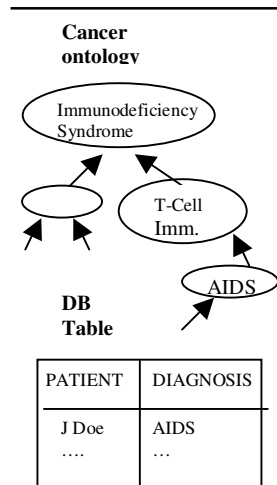 Cancer
ontology
Immunodeficiency
Syndrome
T-Cell
Imm.
AIDS
DB
Table
PATIENT DIAGNOSIS
J Doe AIDS
…. …